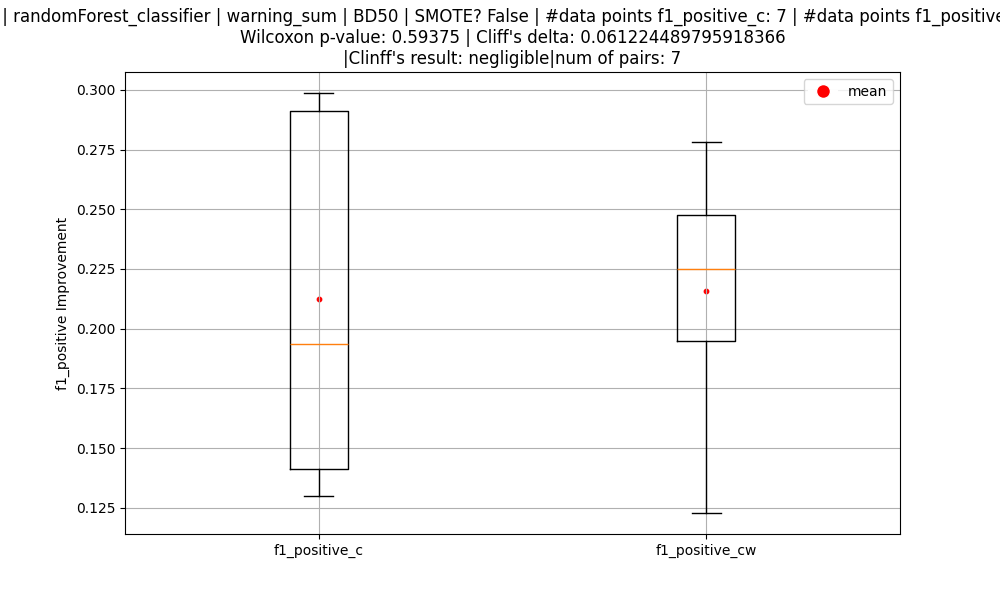 | randomForest_classifier | warning_sum | BD50 | SMOTE? False | #data points f1_positive_c: 7 | #data points f1_positive
Wilcoxon p-value: 0.59375 | Cliff's delta: 0.061224489795918366
|Clinff's result: negligible|num of pairs: 7
mean
0.300
0.275
0.250
0.225
0.200
0.175
0.150
0.125
f1_positive Improvement
f1_positive_c
f1_positive_cw